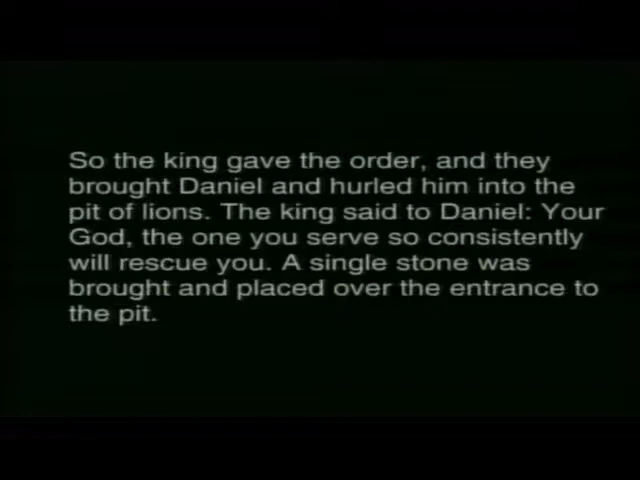 So the king gave the order, and they
brought Daniel and hurled him into the
pit of lions. The king said to Daniel: Your
God, the one you serve so consistently
will rescue you. A single stone was
brought and placed over the entrance to
the pit.